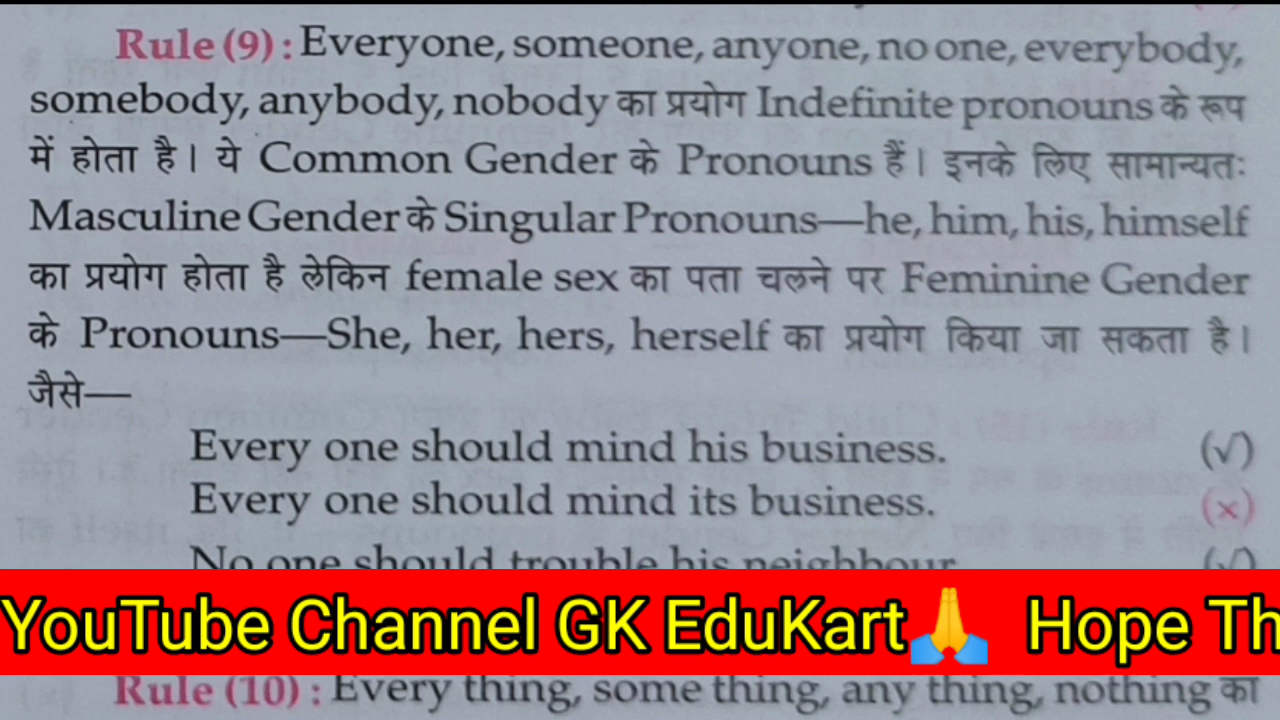 Rule (9) : Everyone, someone, anyone, no one, everybody,
somebody, anybody, nobody का प्रयोग Indefinite pronouns के रूप
में होता है। ये Common Gender के Pronouns हैं। इनके लिए सामान्यतः
Masculine Gender के Singular Pronouns—he, him, his, himself
का प्रयोग होता है लेकिन female sex का पता चलने पर Feminine Gender
के Pronouns—She, her, hers, herself का प्रयोग किया जा सकता है।
जैसे—
Every one should mind his business. (√)
Every one should mind its business. (×)
No one should trouble his neighbour (√)
YouTube Channel GK EduKart🙏 Hope Th
Rule (10) : Every thing, some thing, any thing, nothing का